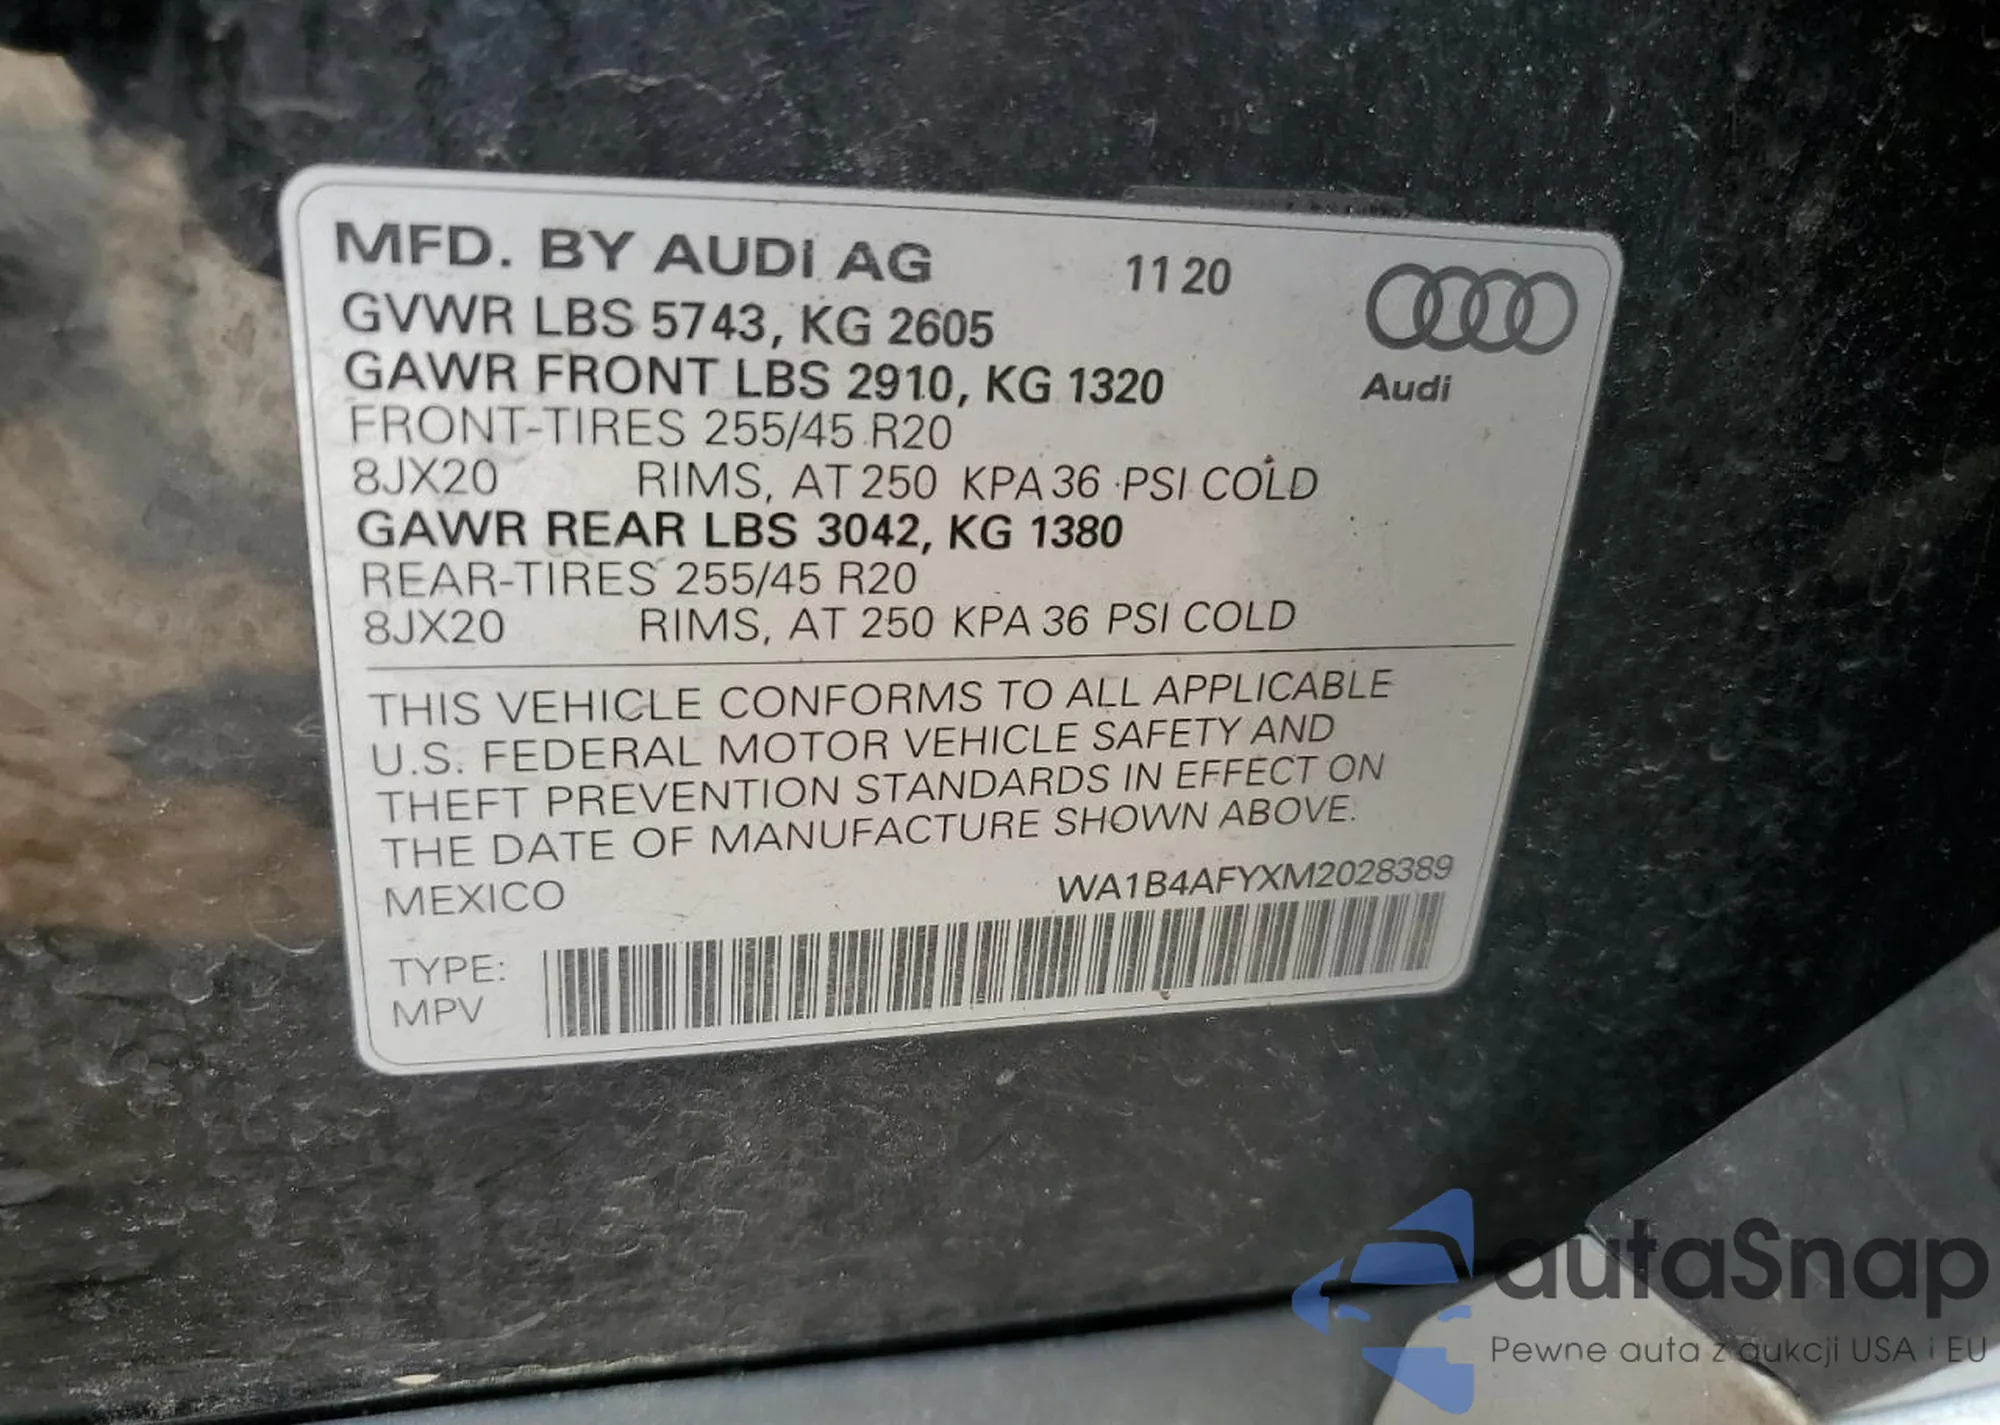 MFD. BY AUDI AG 11 20
GVWR LBS 5743, KG 2605
GAWR FRONT LBS 2910, KG 1320
Audi
FRONT-TIRES 255/45 R20
8JX20 RIMS, AT 250 KPA 36 PSI COLD
GAWR REAR LBS 3042, KG 1380
REAR-TIRES 255/45 R20
8JX20 RIMS, AT 250 KPA 36 PSI COLD
THIS VEHICLE CONFORMS TO ALL APPLICABLE
U.S. FEDERAL MOTOR VEHICLE SAFETY AND
THEFT PREVENTION STANDARDS IN EFFECT ON
THE DATE OF MANUFACTURE SHOWN ABOVE.
MEXICO WA1B4AFYXM2028389
TYPE:
MPV
autaSnap
Pewne auta z aukcji USA i EU